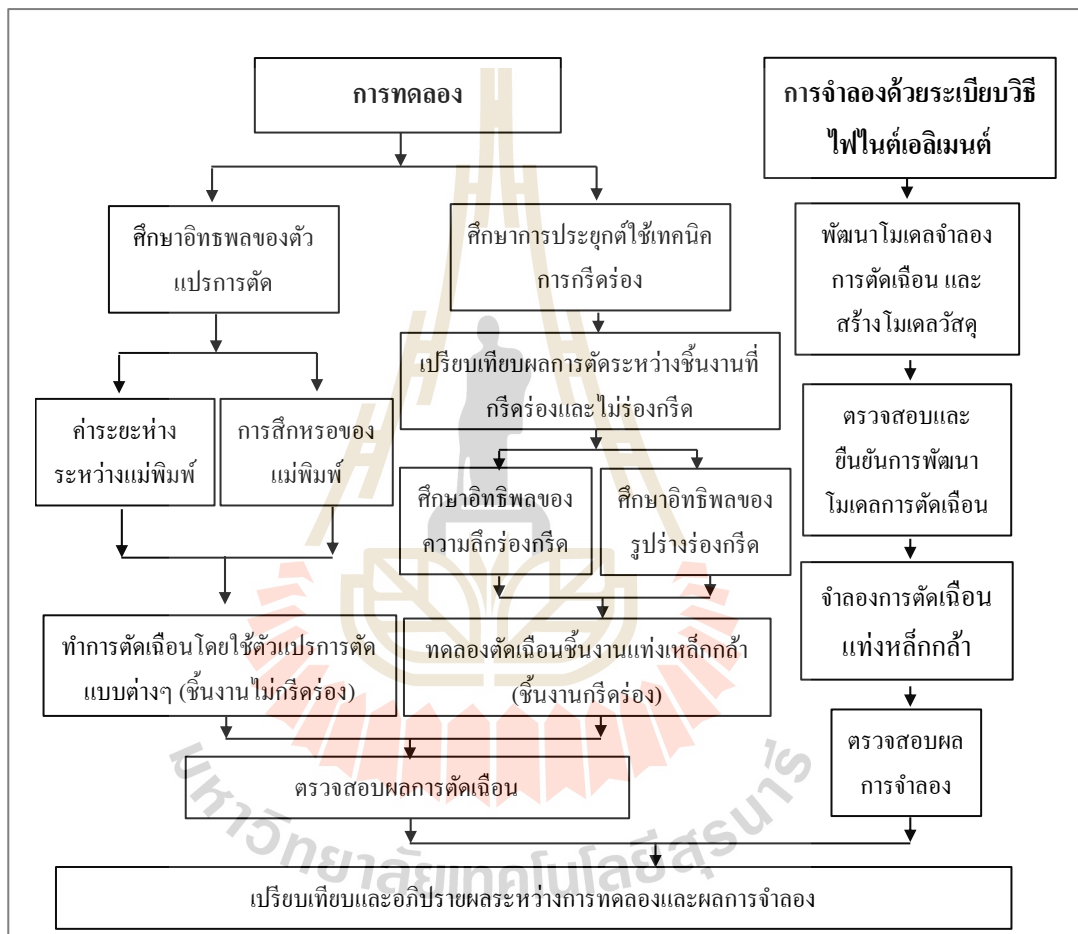 การทดลอง
การจำลองด้วยระเบียบวิธี
ไฟไนต์เอลิเมนต์
ศึกษาอิทธพลของตัว
แปรการตัด
ศึกษาการประยุกต์ใช้เทคนิค
การกรีดร่อง
พัฒนาโมเดลจำลอง
การตัดเฉือน และ
สร้างโมเดลวัสดุ
เปรียบเทียบผลการตัดระหว่างชิ้นงานที่
กรีดร่องและไม่ร่องกรีด
ค่าระยะห่าง
ระหว่างแม่พิมพ์
การสึกหรอของ
แม่พิมพ์
ตรวจสอบและ
ยืนยันการพัฒนา
โมเดลการตัดเฉือน
ศึกษาอิทธิพลของ
ความลึกร่องกรีด
ศึกษาอิทธิพลของ
รูปร่างร่องกรีด
ทำการตัดเฉือนโดยใช้ตัวแปรการตัด
แบบต่างๆ (ชิ้นงานไม่กรีดร่อง)
ทดลองตัดเฉือนชิ้นงานแท่งเหล็กกล้า
(ชิ้นงานกรีดร่อง)
จำลองการตัดเฉือน
แท่งหล็กกล้า
ตรวจสอบผลการตัดเฉือน
ตรวจสอบผล
การจำลอง
มหาวิทยาลัยเทคโนโลยีสุรนารี
เปรียบเทียบและอภิปรายผลระหว่างการทดลองและผลการจำลอง